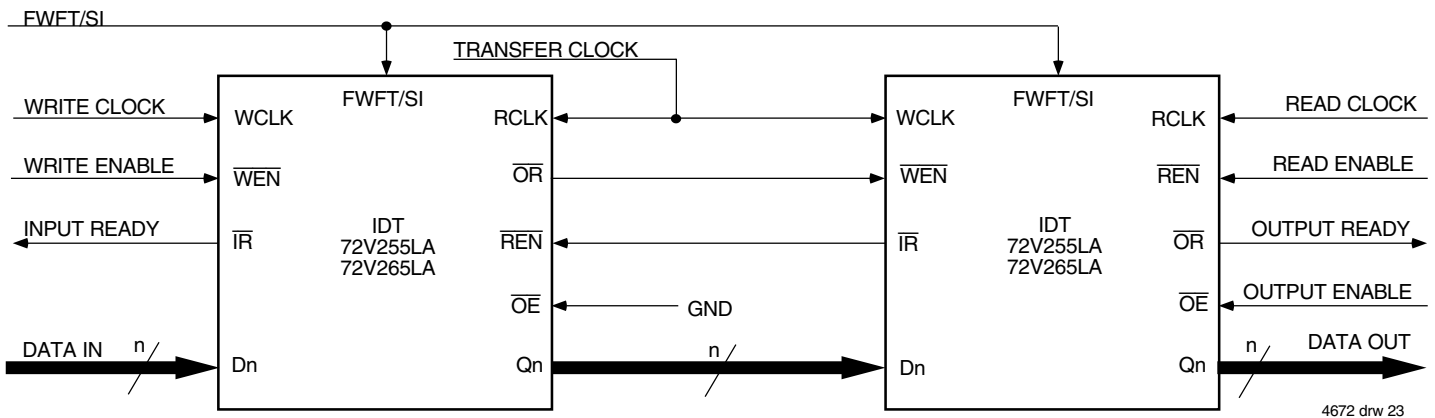 FWFT/SI
TRANSFER CLOCK
FWFT/SI
FWFT/SI
WRITE CLOCK
WCLK
RCLK
WCLK
RCLK
READ CLOCK
WRITE ENABLE
WEN
OR
WEN
REN
READ ENABLE
INPUT READY
IR
IDT
72V255LA
72V265LA
REN
IR
IDT
72V255LA
72V265LA
OR
OUTPUT READY
OE
GND
OE
OUTPUT ENABLE
DATA IN
n
Dn
Qn
n
Dn
Qn
n
DATA OUT
4672 drw 23